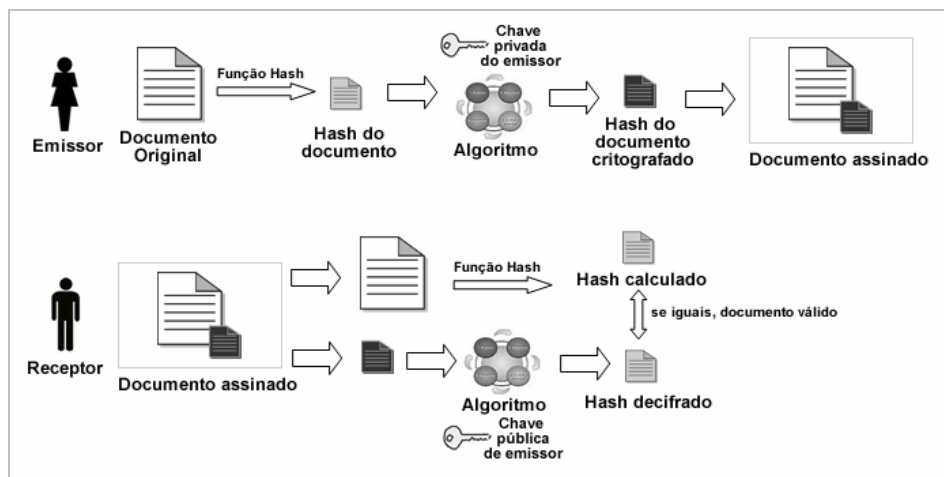 Chave
privada
do emissor
Função Hash
Emissor
Documento
Original
Hash do
documento
Algoritmo
Hash do
documento
critografado
Documento assinado
Função Hash
Hash calculado
se iguais, documento válido
Receptor
Documento assinado
Algoritmo
Hash decifrado
Chave
pública
de emissor